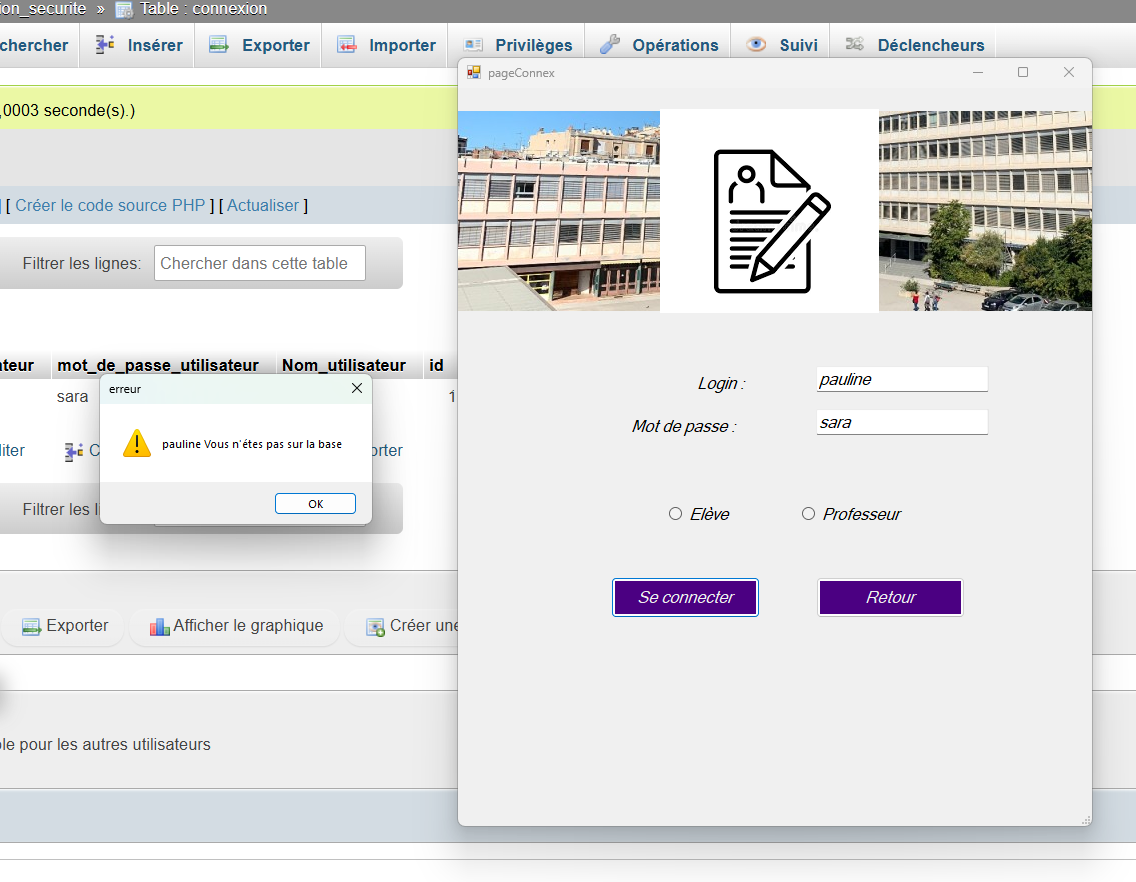 ion_securite » Table : connexion
chercher Insérer Exporter Importer Privilèges Opérations Suivi Déclencheurs
,0003 seconde(s).)
] [ Créer le code source PHP ] [ Actualiser ]
Filtrer les lignes: Chercher dans cette table
ateur mot_de_passe_utilisateur Nom_utilisateur id
sara 1
iter C orter
Filtrer les li
Exporter Afficher le graphique Créer une
ble pour les autres utilisateurs
erreur
pauline Vous n'étes pas sur la base
OK
pageConnex
Login : pauline
Mot de passe : sara
Elève Professeur
Se connecter Retour